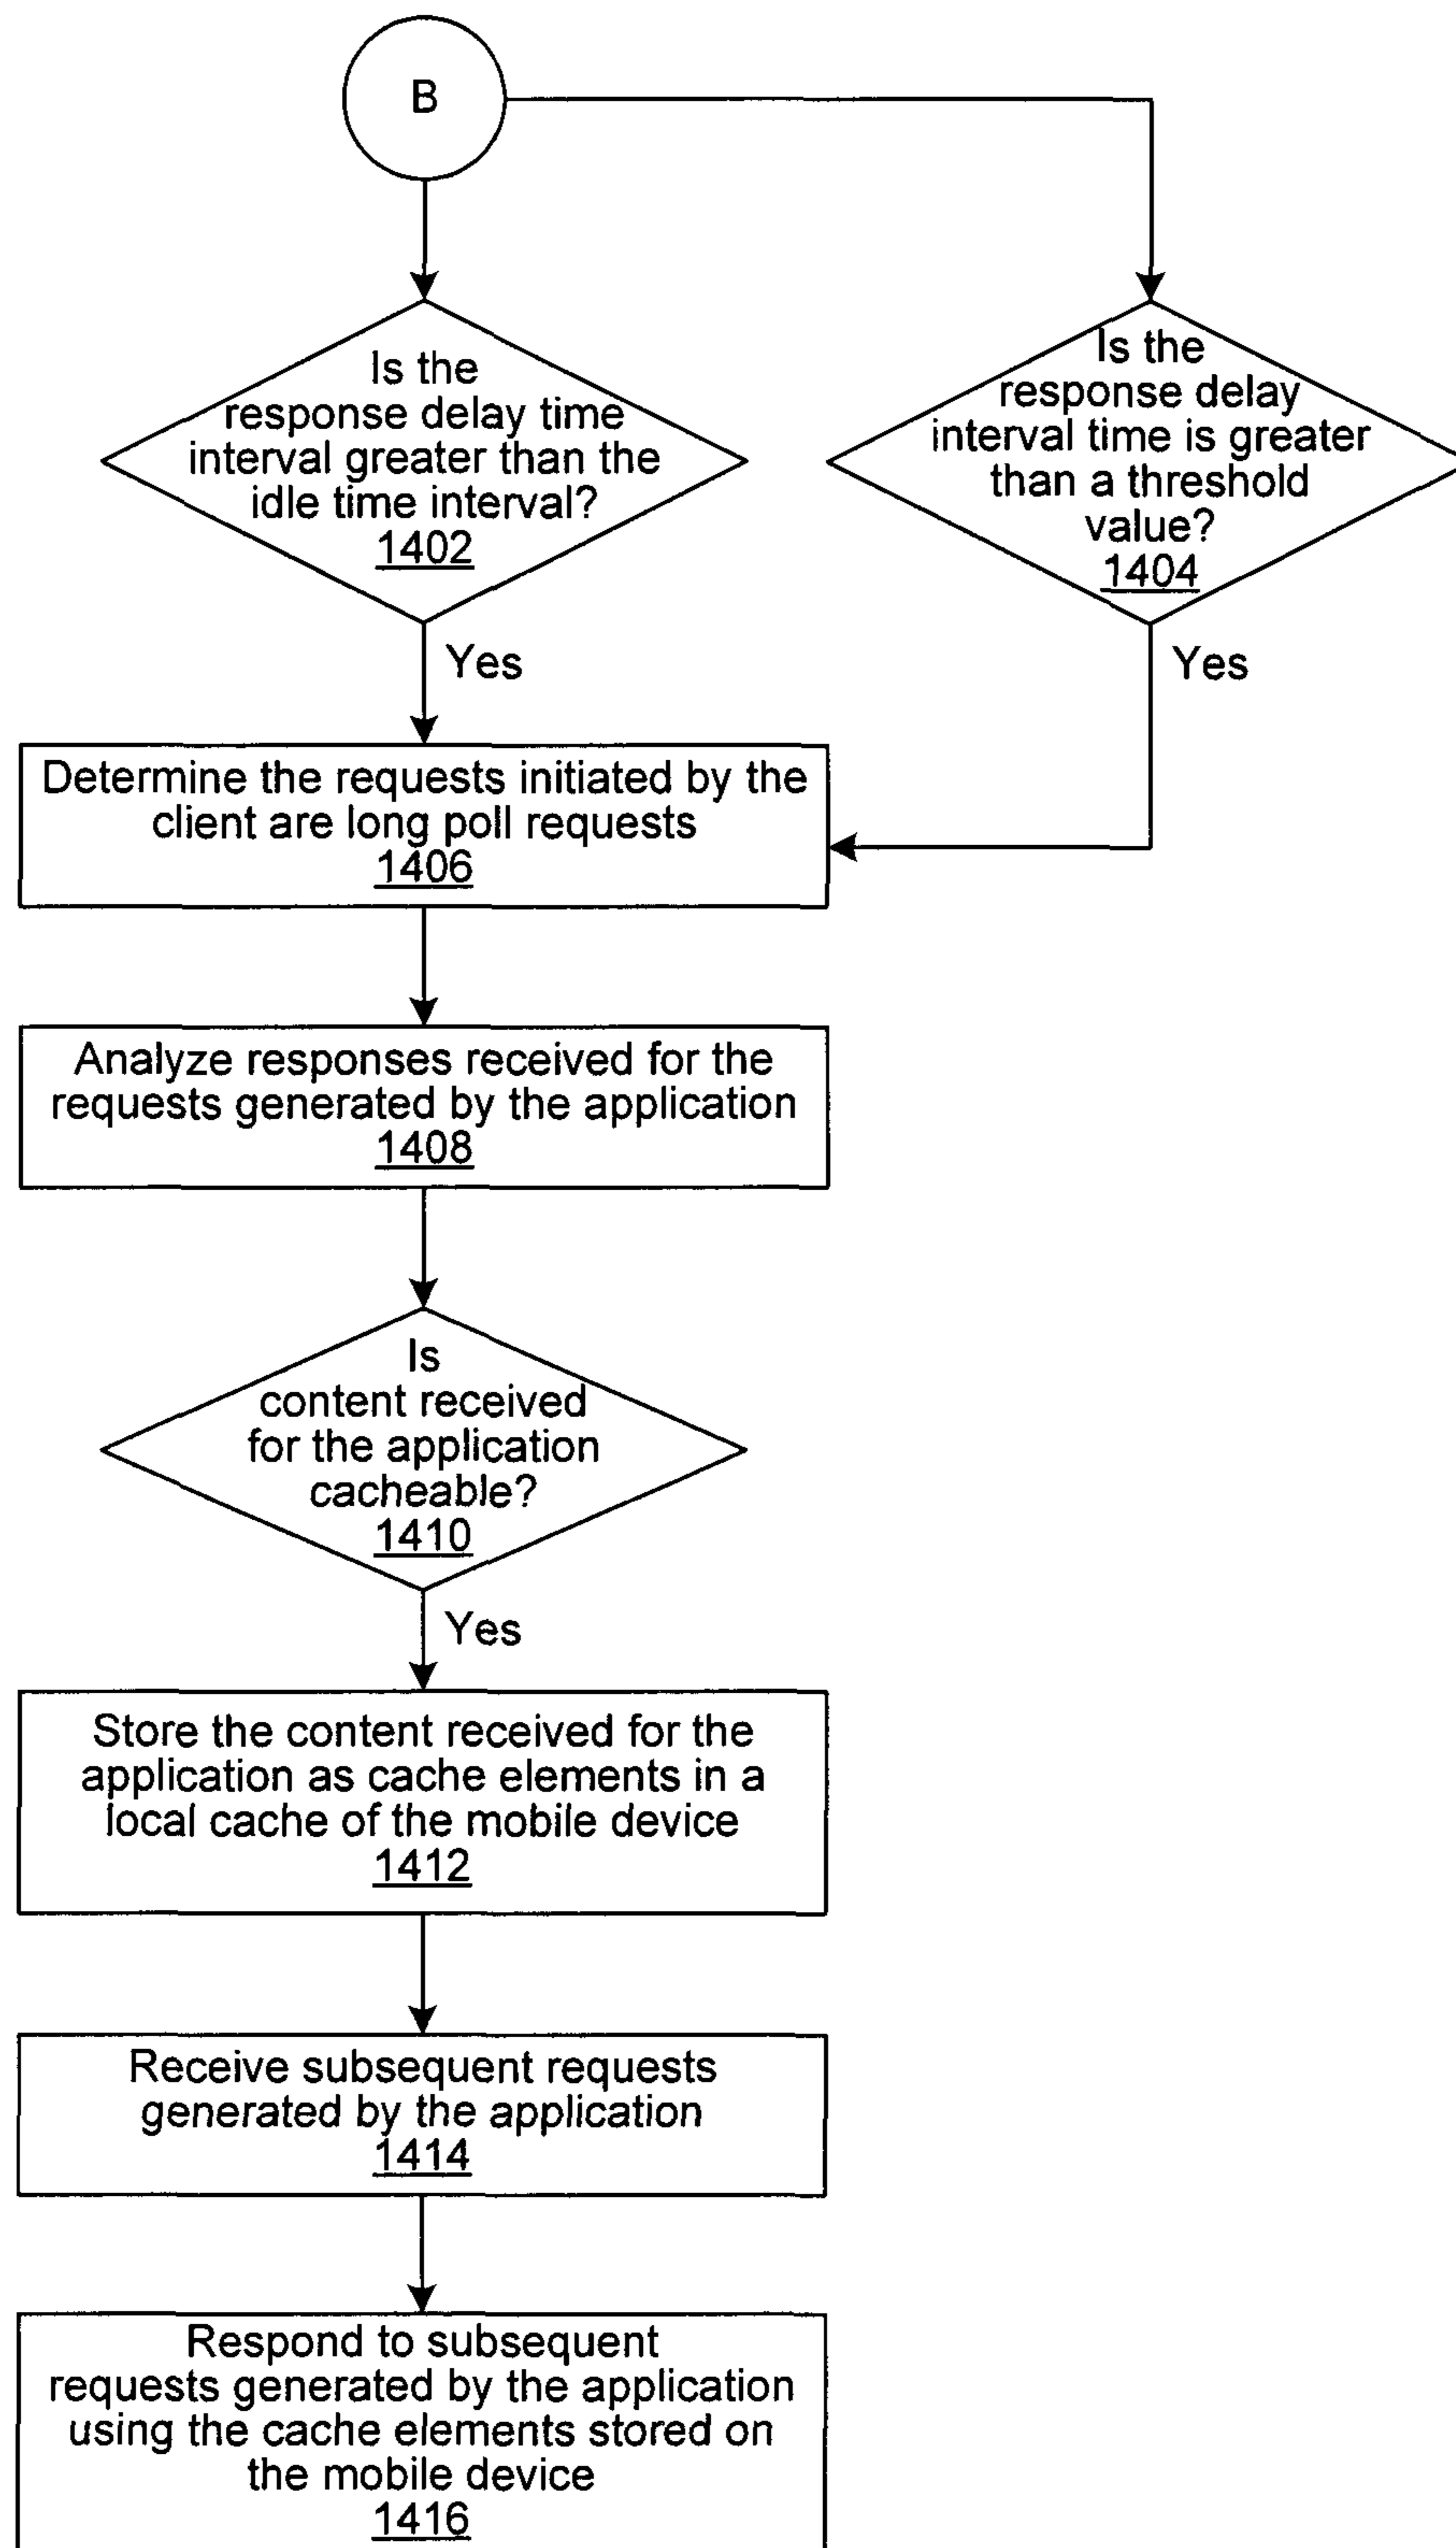 B
Is the
response delay time
interval greater than the
idle time interval?
1402
Is the
response delay
interval time is greater
than a threshold
value?
1404
Yes
Yes
Determine the requests initiated by the
client are long poll requests
1406
Analyze responses received for the
requests generated by the application
1408
Is
content received
for the application
cacheable?
1410
Yes
Store the content received for the
application as cache elements in a
local cache of the mobile device
1412
Receive subsequent requests
generated by the application
1414
Respond to subsequent
requests generated by the application
using the cache elements stored on
the mobile device
1416